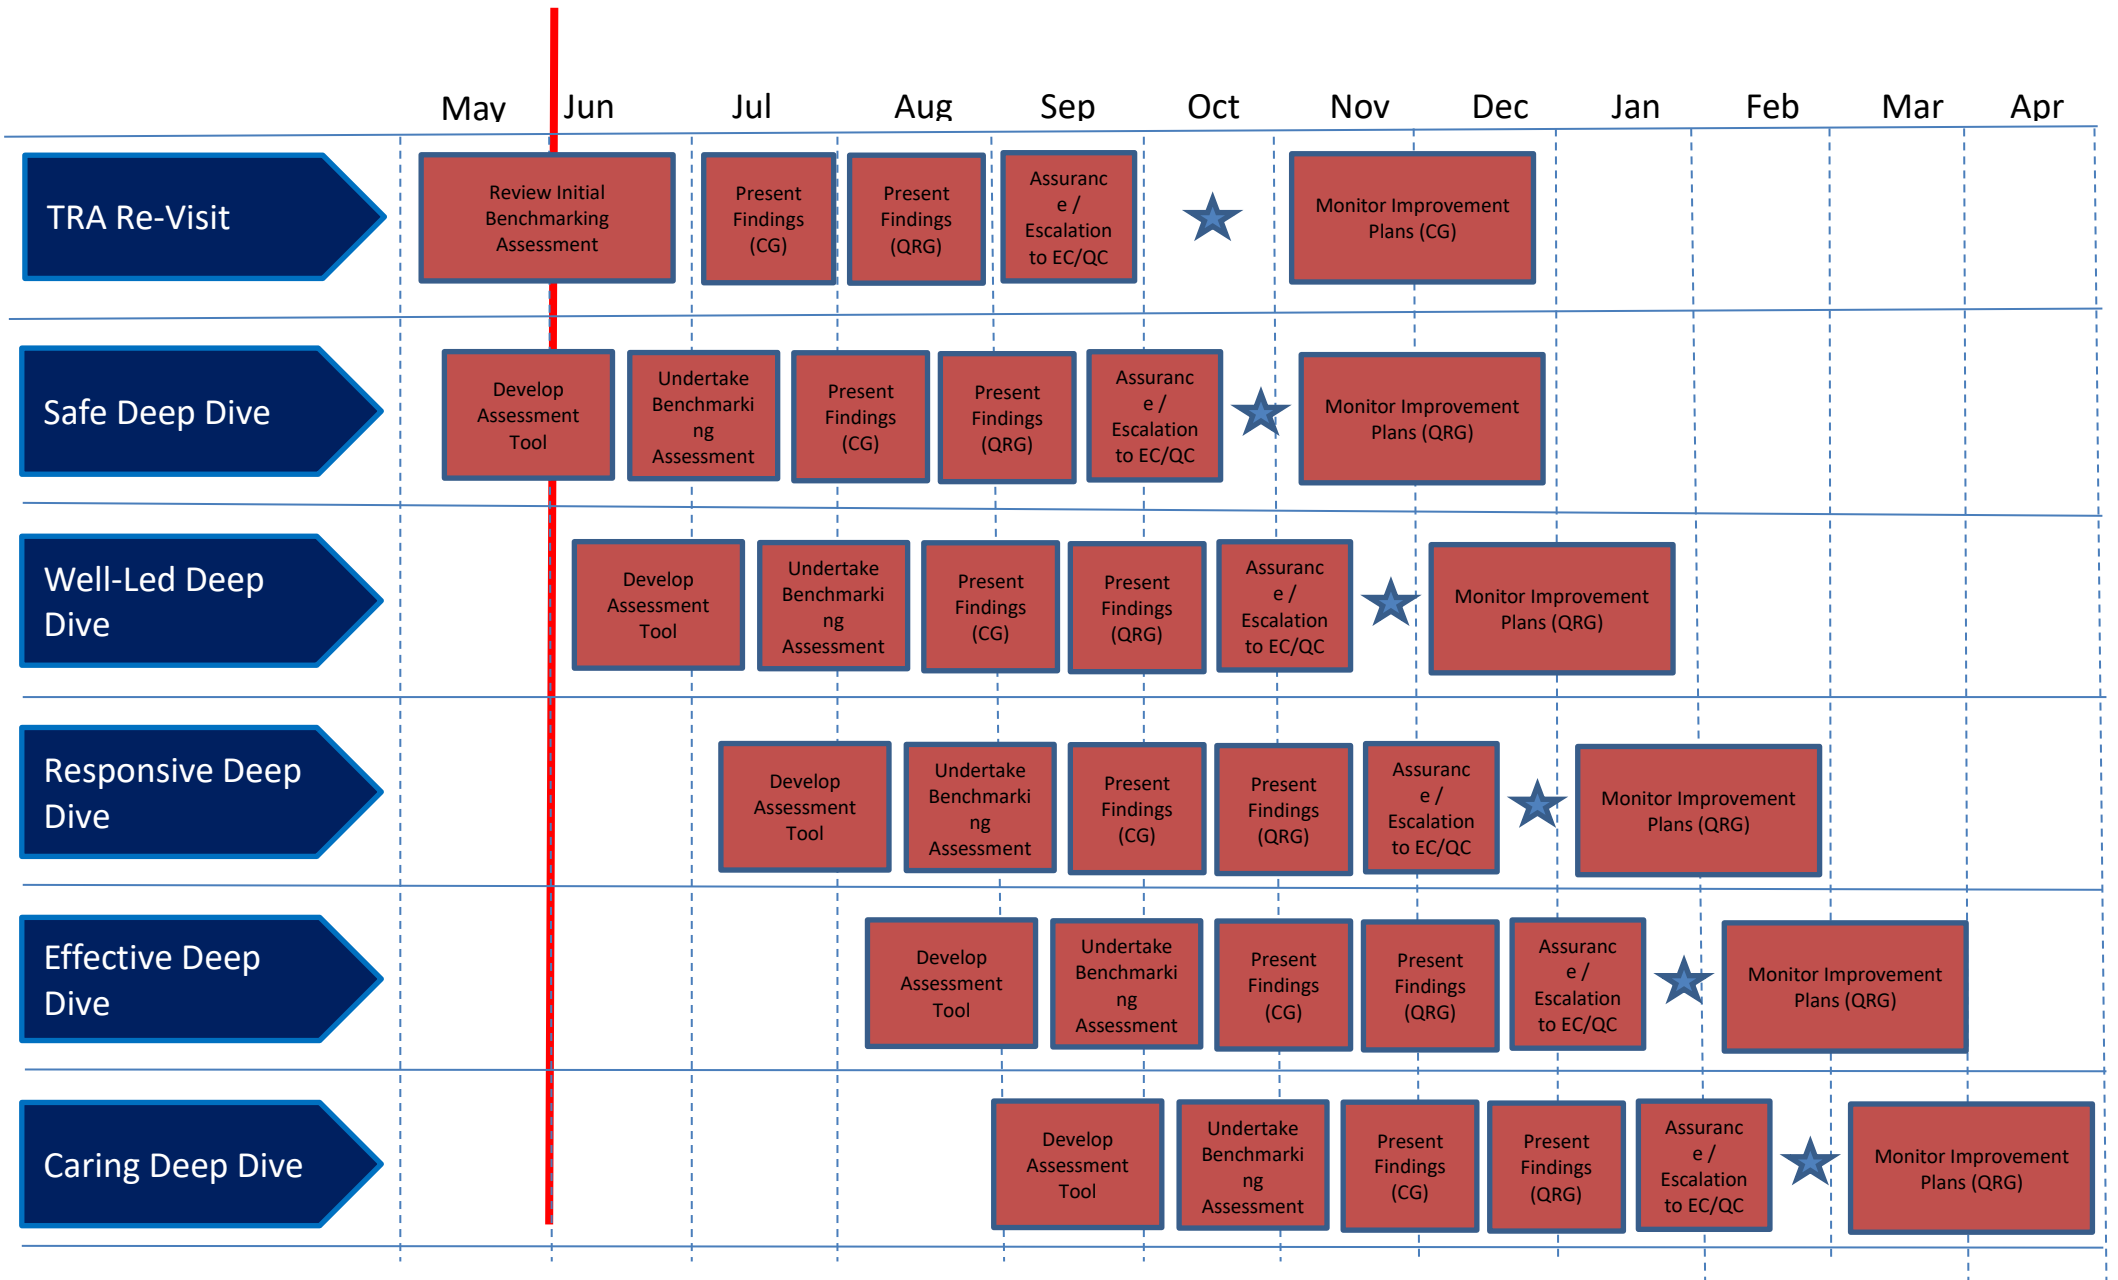 May Jun Jul Aug Sep Oct Nov Dec Jan Feb Mar Apr
TRA Re-Visit
Review Initial
Benchmarking
Assessment
Present
Findings
(CG)
Present
Findings
(QRG)
Assuranc
e /
Escalation
to EC/QC
Monitor Improvement
Plans (CG)
Safe Deep Dive
Develop
Assessment
Tool
Undertake
Benchmarki
ng
Assessment
Present
Findings
(CG)
Present
Findings
(QRG)
Assuranc
e /
Escalation
to EC/QC
Monitor Improvement
Plans (QRG)
Well-Led Deep
Dive
Develop
Assessment
Tool
Undertake
Benchmarki
ng
Assessment
Present
Findings
(CG)
Present
Findings
(QRG)
Assuranc
e /
Escalation
to EC/QC
Monitor Improvement
Plans (QRG)
Responsive Deep
Dive
Develop
Assessment
Tool
Undertake
Benchmarki
ng
Assessment
Present
Findings
(CG)
Present
Findings
(QRG)
Assuranc
e /
Escalation
to EC/QC
Monitor Improvement
Plans (QRG)
Effective Deep
Dive
Develop
Assessment
Tool
Undertake
Benchmarki
ng
Assessment
Present
Findings
(CG)
Present
Findings
(QRG)
Assuranc
e /
Escalation
to EC/QC
Monitor Improvement
Plans (QRG)
Caring Deep Dive
Develop
Assessment
Tool
Undertake
Benchmarki
ng
Assessment
Present
Findings
(CG)
Present
Findings
(QRG)
Assuranc
e /
Escalation
to EC/QC
Monitor Improvement
Plans (QRG)